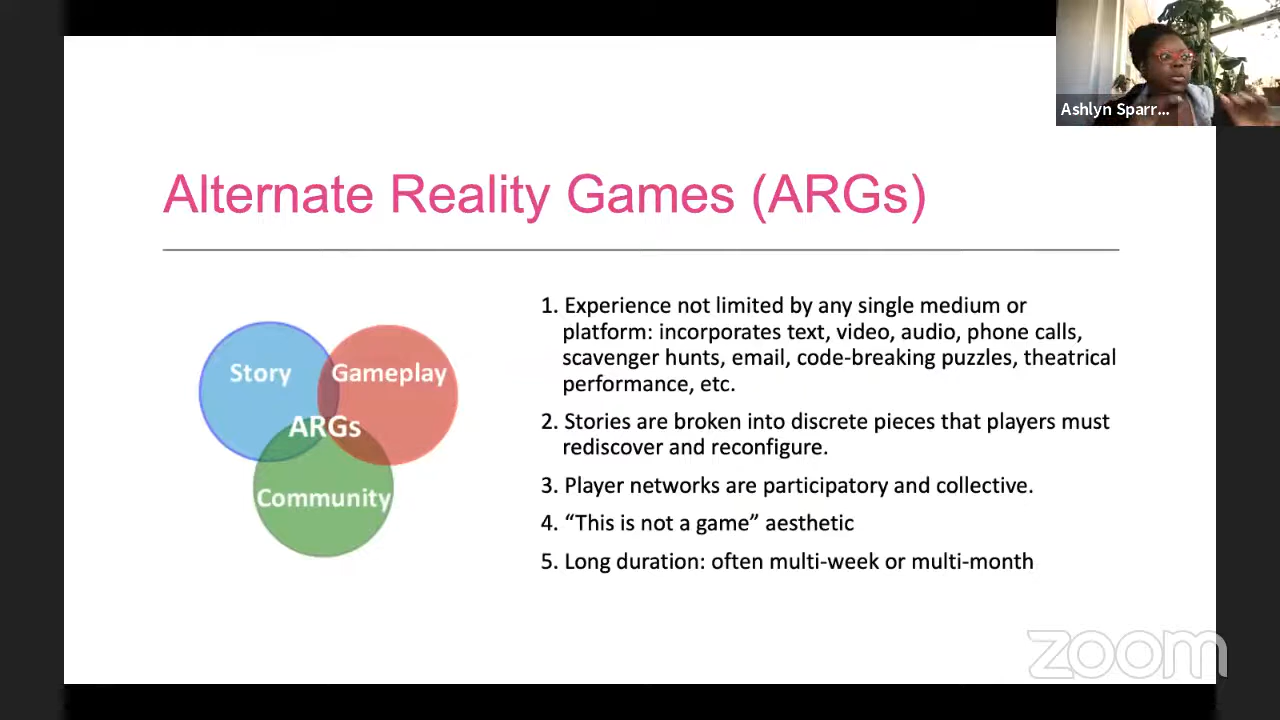 Ashlyn Sparr...
Alternate Reality Games (ARGs)
Story
Gameplay
ARGs
Community
1. Experience not limited by any single medium or
platform: incorporates text, video, audio, phone calls,
scavenger hunts, email, code-breaking puzzles, theatrical
performance, etc.
2. Stories are broken into discrete pieces that players must
rediscover and reconfigure.
3. Player networks are participatory and collective.
4. “This is not a game” aesthetic
5. Long duration: often multi-week or multi-month
zoom